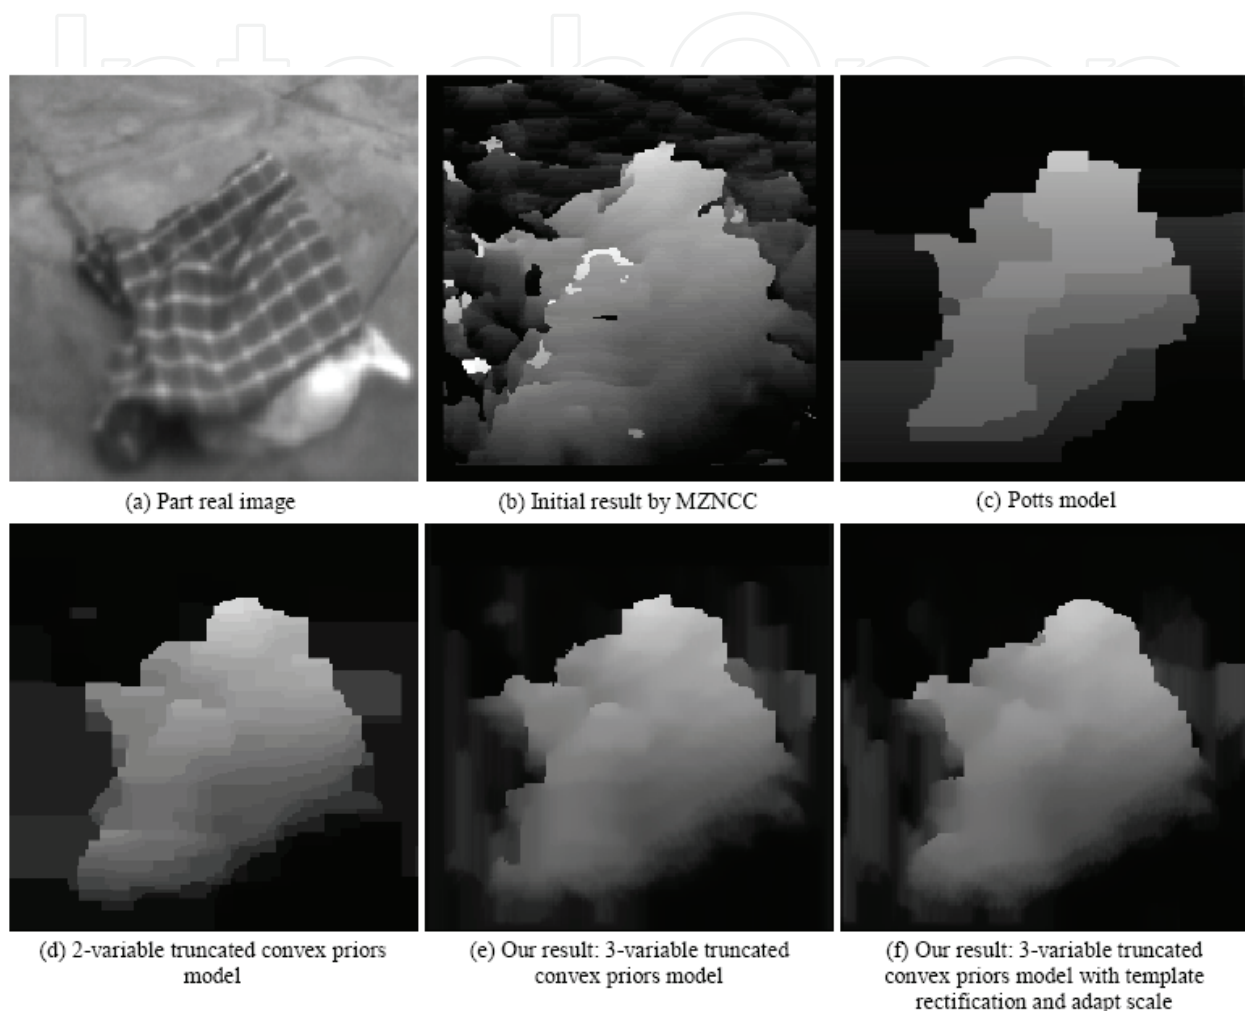 IntechOpen
(a) Part real image
(b) Initial result by MZNCC
(c) Potts model
(d) 2-variable truncated convex priors
model
(e) Our result: 3-variable truncated
convex priors model
(f) Our result: 3-variable truncated
convex priors model with template
rectification and adapt scale